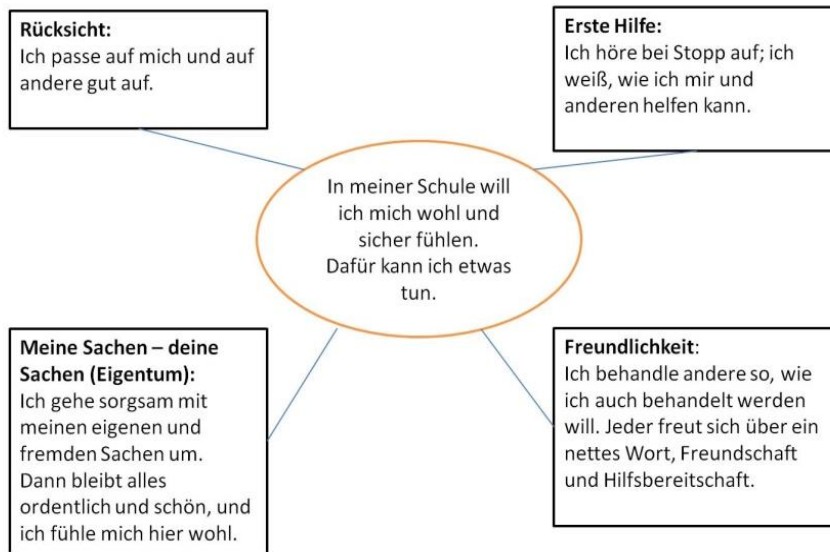 Rücksicht:
Ich passe auf mich und auf
andere gut auf.
Erste Hilfe:
Ich höre bei Stopp auf; ich
weiß, wie ich mir und
anderen helfen kann.
In meiner Schule will
ich mich wohl und
sicher fühlen.
Dafür kann ich etwas
tun.
Meine Sachen – deine
Sachen (Eigentum):
Ich gehe sorgsam mit
meinen eigenen und
fremden Sachen um.
Dann bleibt alles
ordentlich und schön, und
ich fühle mich hier wohl.
Freundlichkeit:
Ich behandle andere so, wie
ich auch behandelt werden
will. Jeder freut sich über ein
nettes Wort, Freundschaft
und Hilfsbereitschaft.